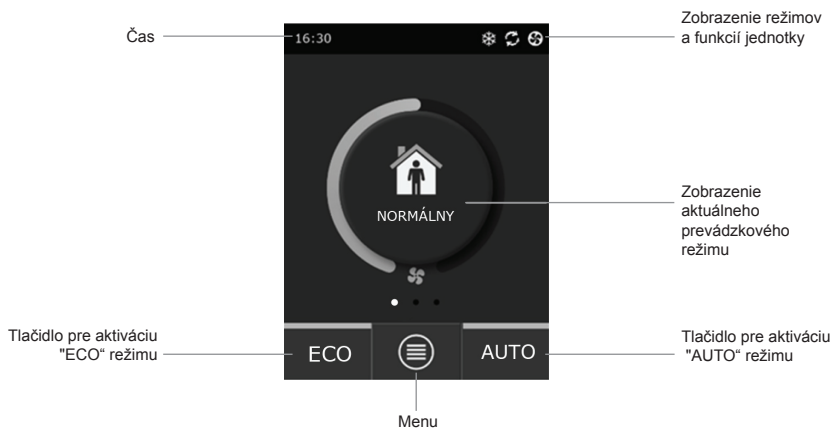 Čas
16:30
Zobrazenie režimov
a funkcií jednotky
NORMÁLNY
Zobrazenie
aktuálneho
prevádzkového
režimu
Tlačidlo pre aktiváciu
"ECO“ režimu
ECO
AUTO
Tlačidlo pre aktiváciu
"AUTO“ režimu
Menu